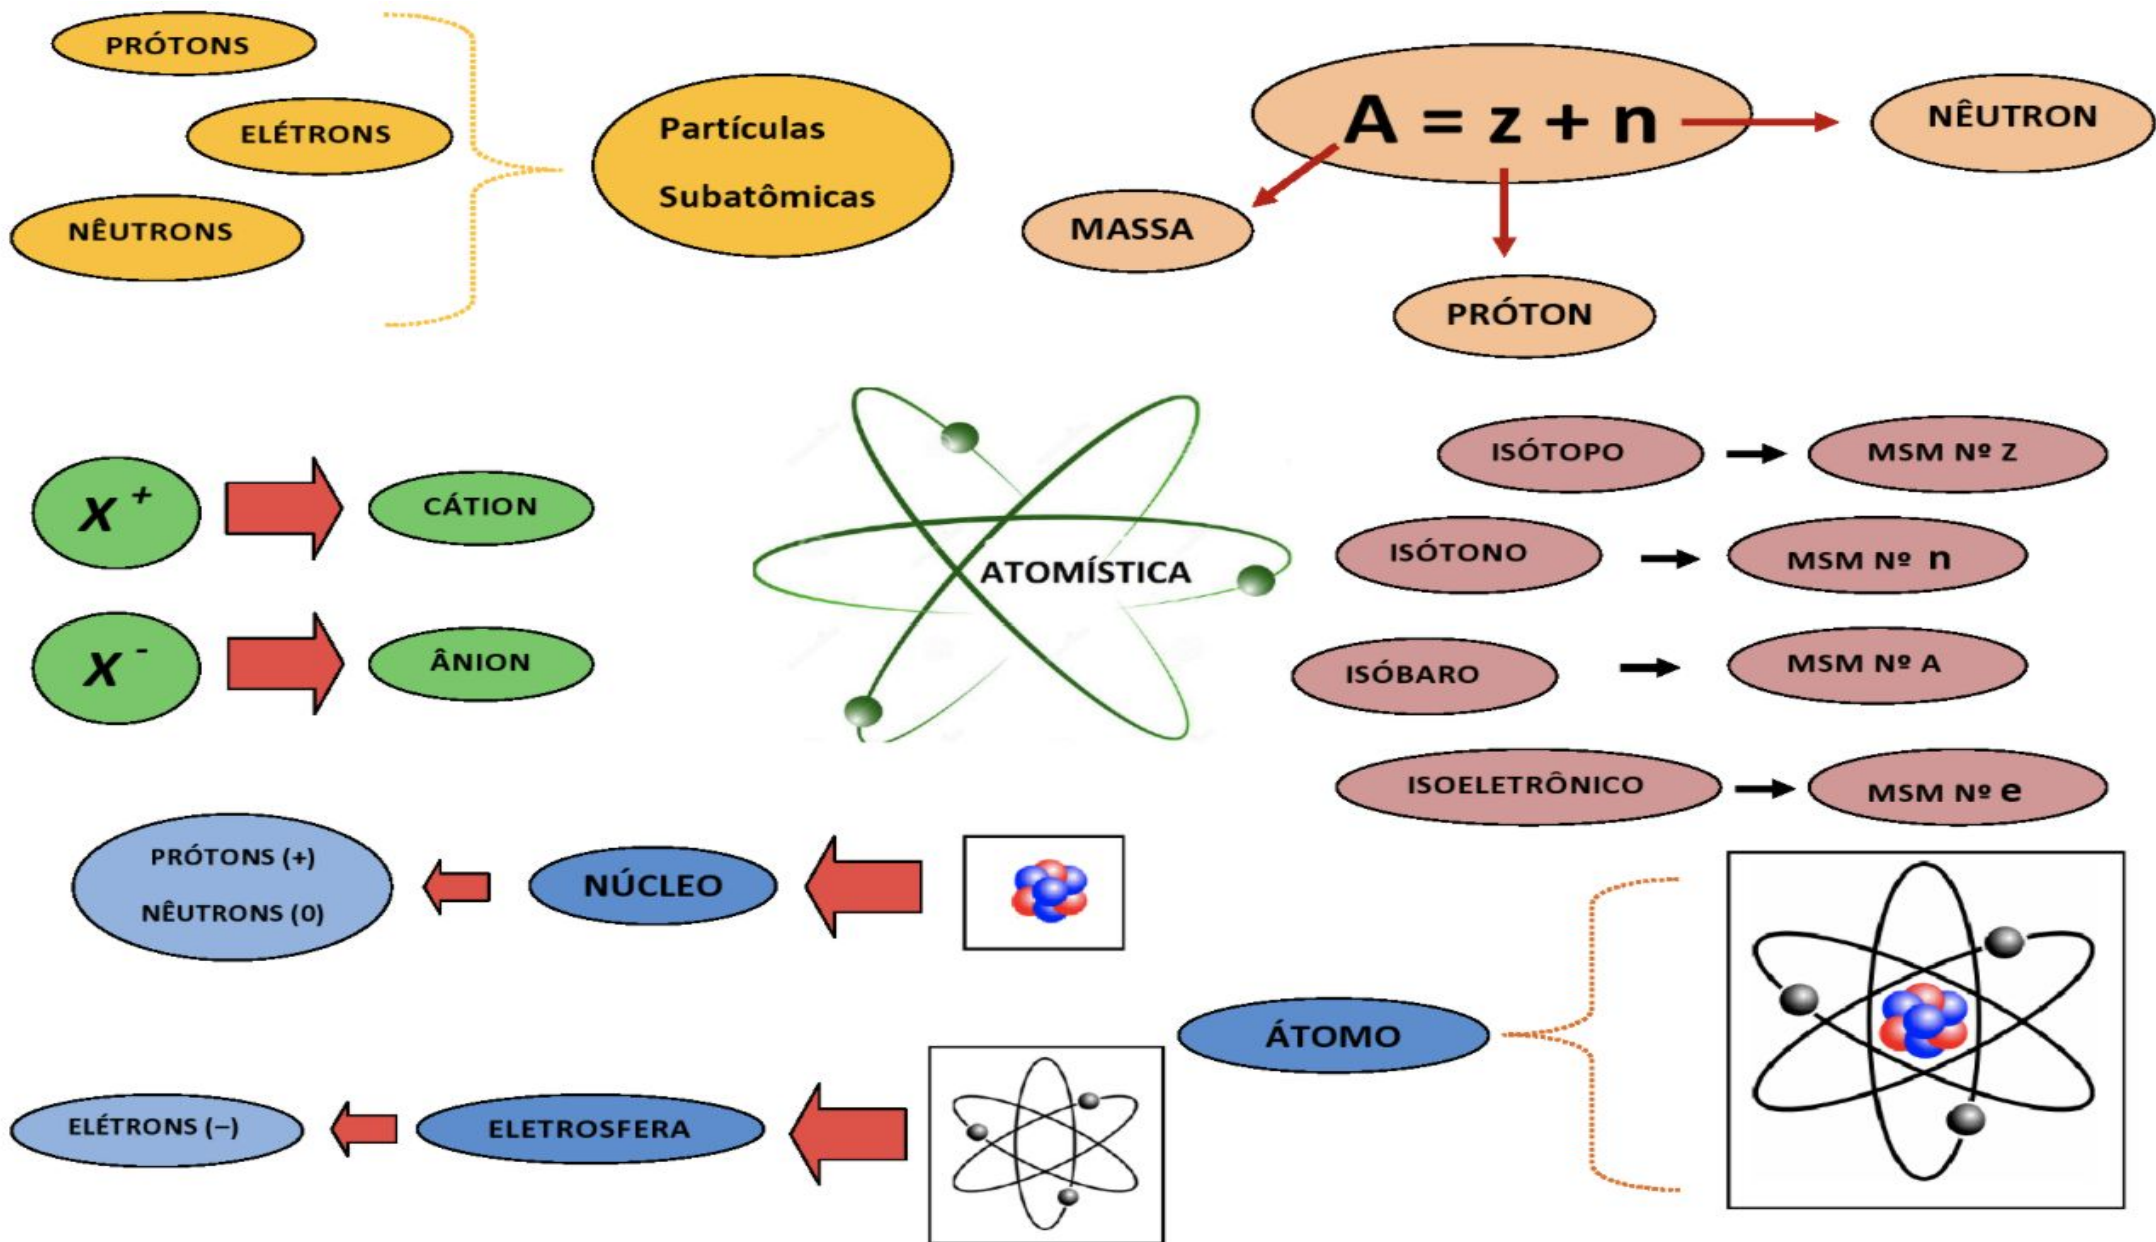 PRÓTONS
ELÉTRONS
NÊUTRONS
Partículas
Subatômicas
A = z + n
NÊUTRON
MASSA
PRÓTON
X +
CÁTION
X -
ÂNION
ATOMÍSTICA
ISÓTOPO
MSM Nº Z
ISÓTONO
MSM Nº n
ISÓBARO
MSM Nº A
ISOELETRÔNICO
MSM Nº e
PRÓTONS (+)
NÊUTRONS (0)
NÚCLEO
ÁTOMO
ELÉTRONS (–)
ELETROSFERA